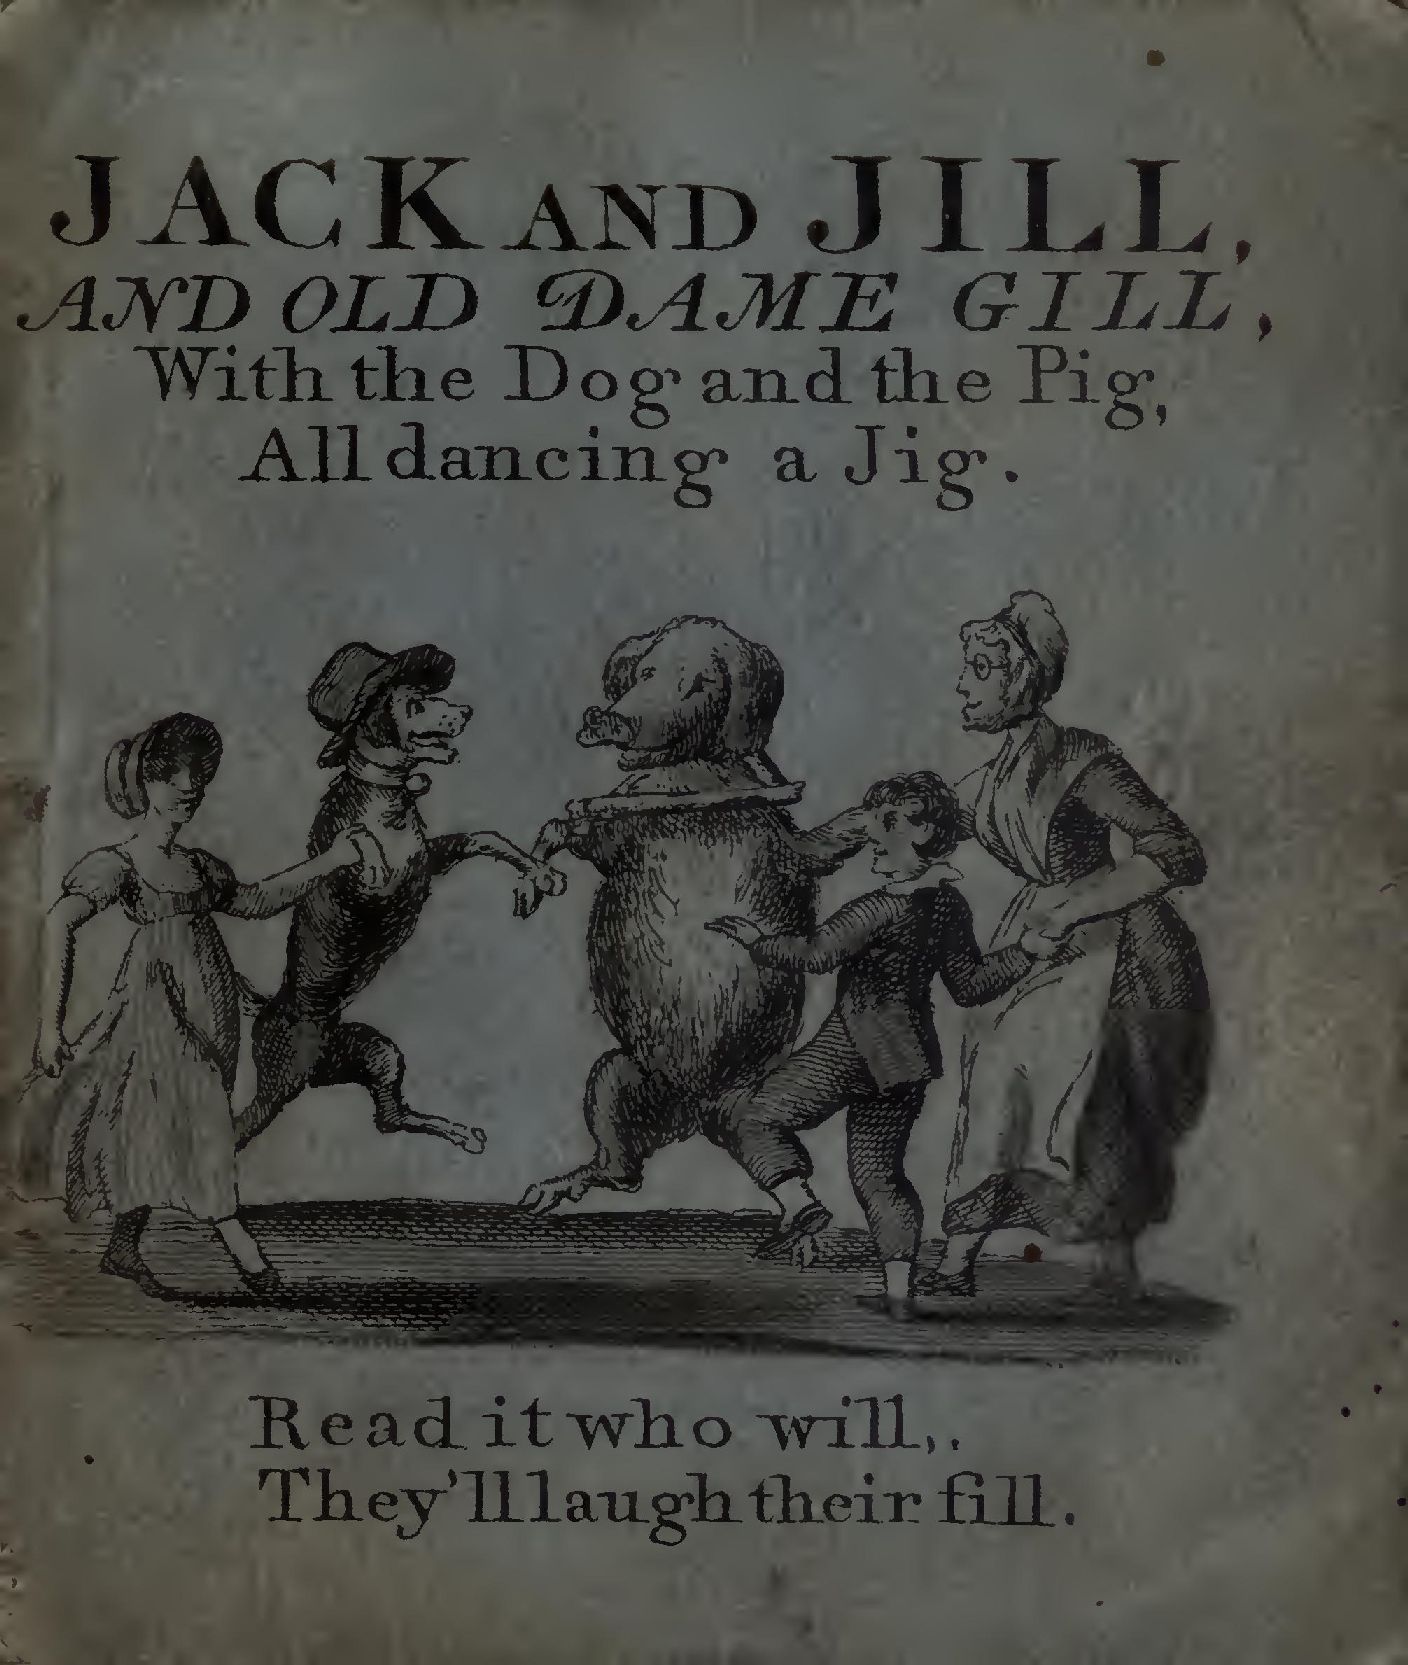 JACK AND JILL,
AND OLD DAME GILL,
With the Dog and the Pig,
All dancing a Jig.
Read it who will,.
They'll laugh their fill.